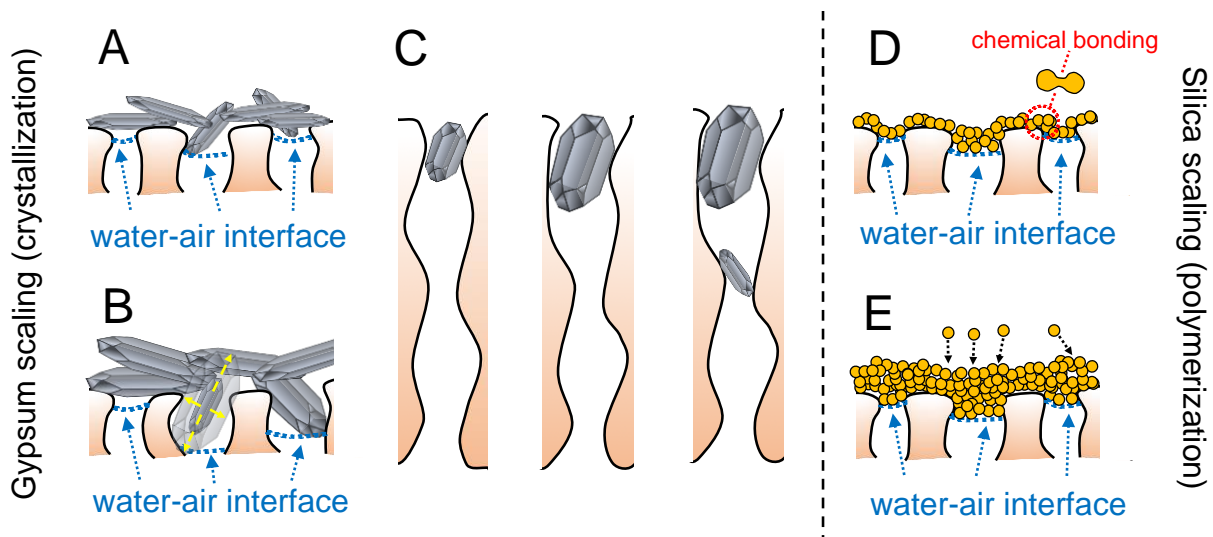 Gypsum scaling (crystallization)
A
water-air interface
B
water-air interface
C
D
chemical bonding
water-air interface
E
water-air interface
Silica scaling (polymerization)